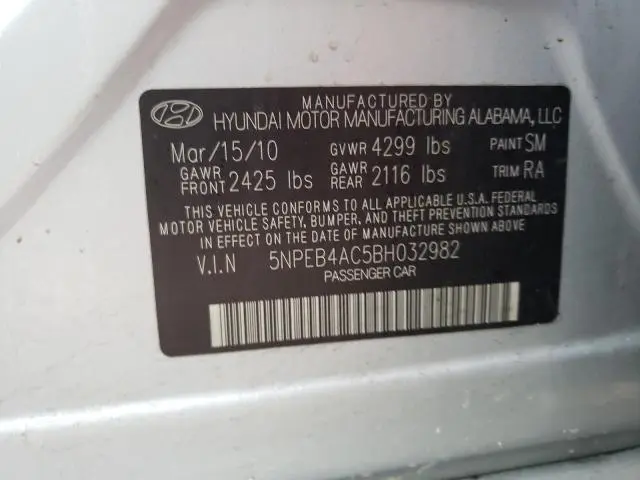 MANUFACTURED BY
HYUNDAI MOTOR MANUFACTURING ALABAMA, LLC
Mar/15/10 GVWR 4299 lbs PAINT SM
GAWR FRONT 2425 lbs GAWR REAR 2116 lbs TRIM RA
THIS VEHICLE CONFORMS TO ALL APPLICABLE U.S.A. FEDERAL
MOTOR VEHICLE SAFETY, BUMPER, AND THEFT PREVENTION
STANDARDS IN EFFECT ON THE DATE OF MANUFACTURE SHOWN ABOVE.
V.I.N 5NPEB4AC5BH032982
PASSENGER CAR